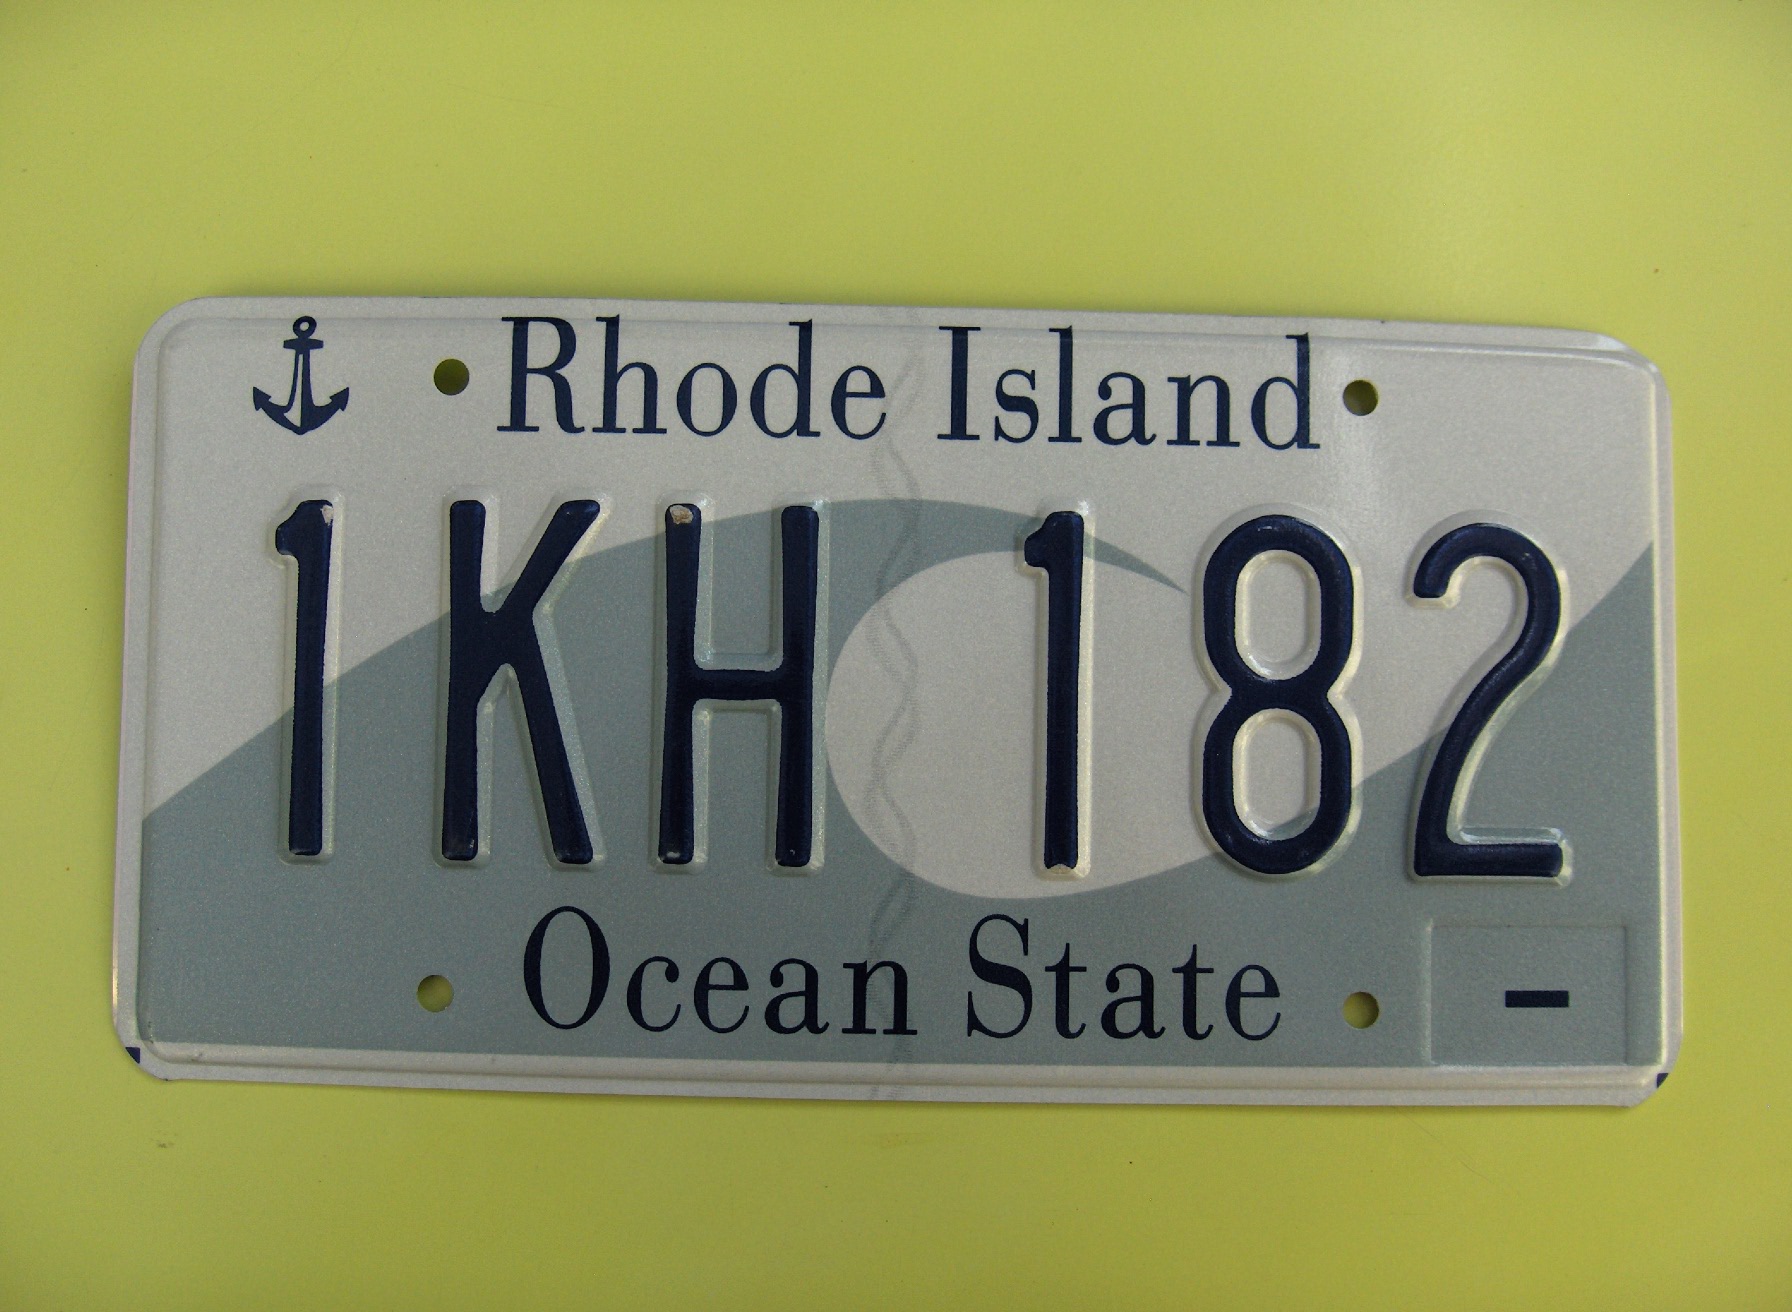 Rhode Island
1KH 182
Ocean State
-